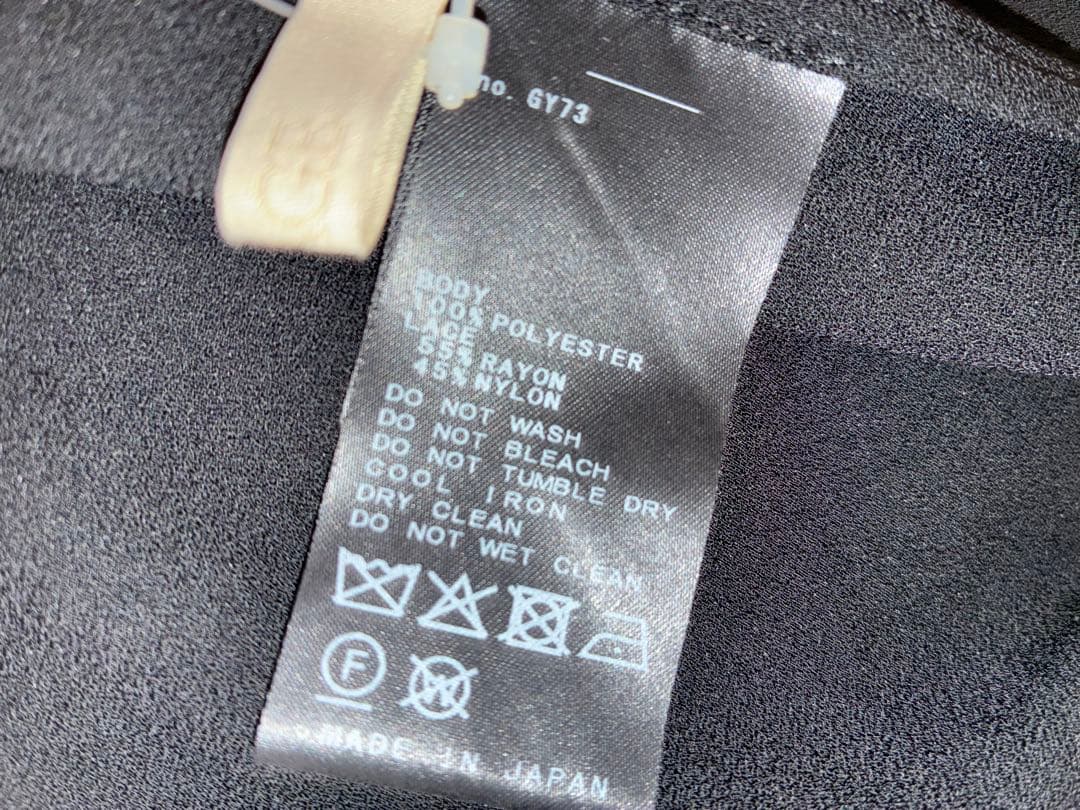 no. GY73
BODY
100% POLYESTER
LACE
55% RAYON
45% NYLON
DO NOT WASH
DO NOT BLEACH
DO NOT TUMBLE DRY
COOL IRON
DRY CLEAN
DO NOT WET CLEAN
F W
MADE IN JAPAN